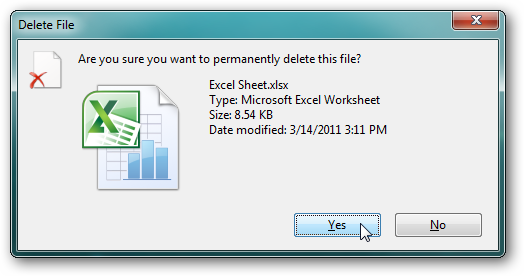 Delete File
Are you sure you want to permanently delete this file?
Excel Sheet.xlsx
Type: Microsoft Excel Worksheet
Size: 8.54 KB
Date modified: 3/14/2011 3:11 PM
Yes
No